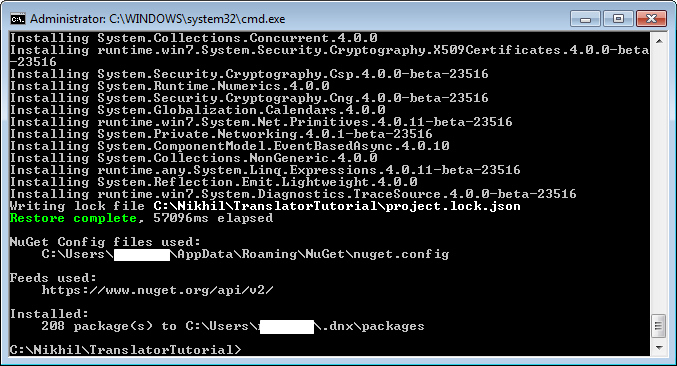 Administrator: C:\WINDOWS\system32\cmd.exe
Installing System.Collections.Concurrent.4.0.0
Installing runtime.win7.System.Security.Cryptography.X509Certificates.4.0.0-beta
-23516
Installing System.Security.Cryptography.Csp.4.0.0-beta-23516
Installing System.Runtime.Numerics.4.0.0
Installing System.Security.Cryptography.Cng.4.0.0-beta-23516
Installing System.Globalization.Calendars.4.0.0
Installing runtime.win7.System.Net.Primitives.4.0.11-beta-23516
Installing System.Private.Networking.4.0.1-beta-23516
Installing System.ComponentModel.EventBasedAsync.4.0.10
Installing System.Collections.NonGeneric.4.0.0
Installing runtime.any.System.Linq.Expressions.4.0.11-beta-23516
Installing System.Reflection.Emit.Lightweight.4.0.0
Installing runtime.win7.System.Diagnostics.TraceSource.4.0.0-beta-23516
Writing lock file C:\Nikhil\TranslatorTutorial\project.lock.json
Restore complete, 57096ms elapsed
NuGet Config files used:
C:\Users\ \AppData\Roaming\NuGet\nuget.config
Feeds used:
https://www.nuget.org/api/v2/
Installed:
208 package(s) to C:\Users\ \.dnx\packages
C:\Nikhil\TranslatorTutorial>